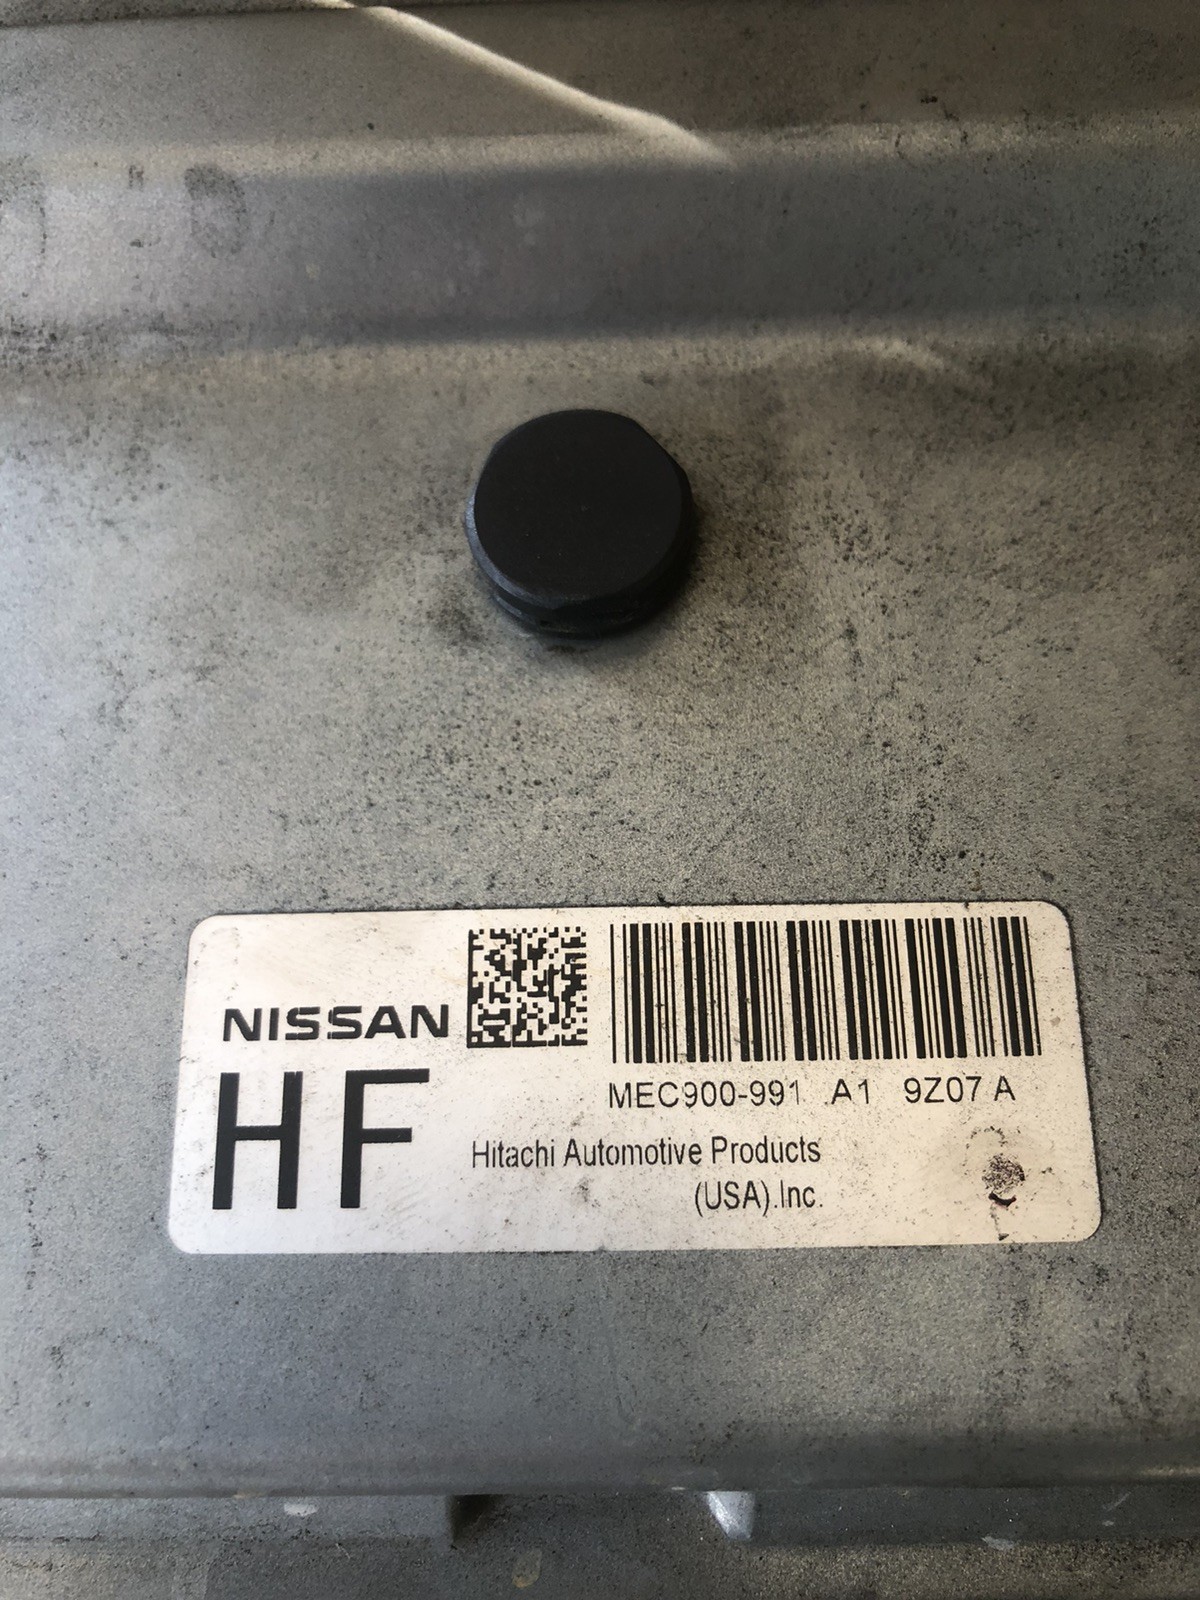 NISSAN
HF
MEC900-991 A1 9Z07 A
Hitachi Automotive Products
(USA).Inc.